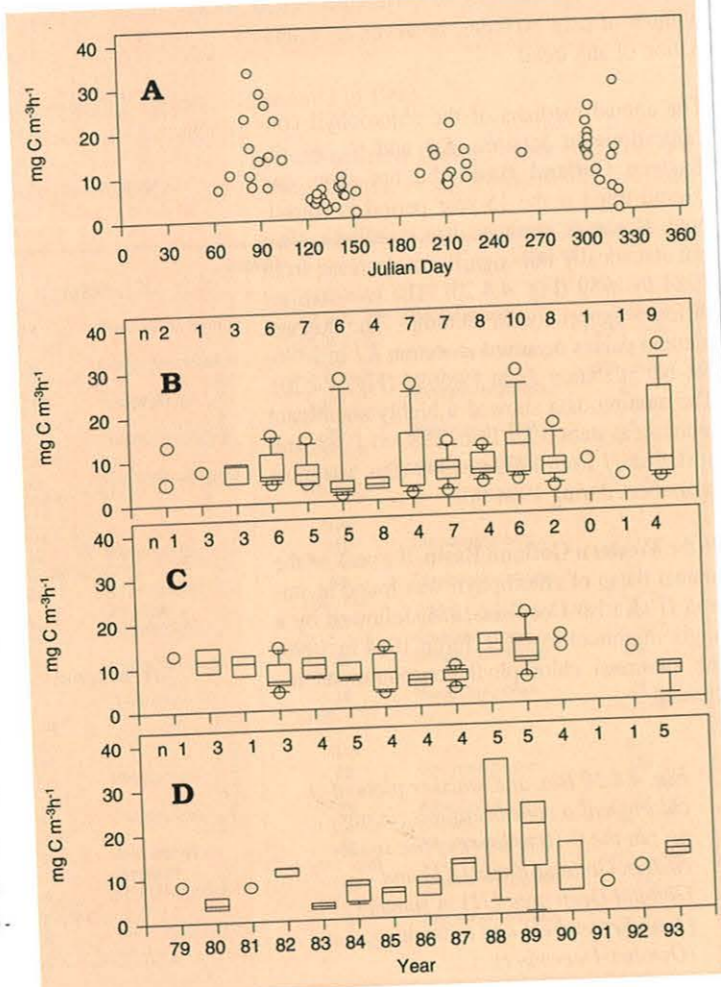 40
30
20
10
0
mg C m-3h-1
A
0 30 60 90 120 150 180 210 240 270 300 330 360
Julian Day
n 2 1 3 6 7 6 4 7 7 8 10 8 1 1 9
40
30
20
10
0
mg C m-3h-1
B
n 1 3 3 6 5 5 8 4 7 4 6 2 0 1 4
40
30
20
10
0
mg C m-3h-1
C
n 1 3 1 3 4 5 4 4 4 5 5 4 1 1 5
40
30
20
10
0
mg C m-3h-1
D
79 80 81 82 83 84 85 86 87 88 89 90 91 92 93
Year